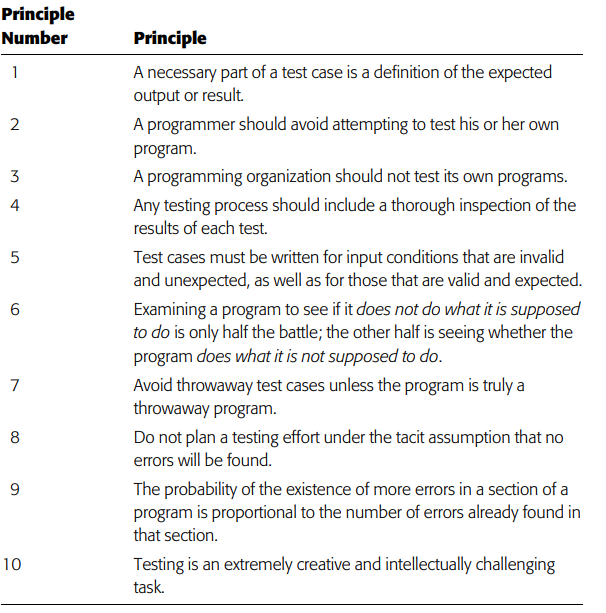 Principle
Number Principle
1 A necessary part of a test case is a definition of the expected
output or result.
2 A programmer should avoid attempting to test his or her own
program.
3 A programming organization should not test its own programs.
4 Any testing process should include a thorough inspection of the
results of each test.
5 Test cases must be written for input conditions that are invalid
and unexpected, as well as for those that are valid and expected.
6 Examining a program to see if it does not do what it is supposed
to do is only half the battle; the other half is seeing whether the
program does what it is not supposed to do.
7 Avoid throwaway test cases unless the program is truly a
throwaway program.
8 Do not plan a testing effort under the tacit assumption that no
errors will be found.
9 The probability of the existence of more errors in a section of a
program is proportional to the number of errors already found in
that section.
10 Testing is an extremely creative and intellectually challenging
task.